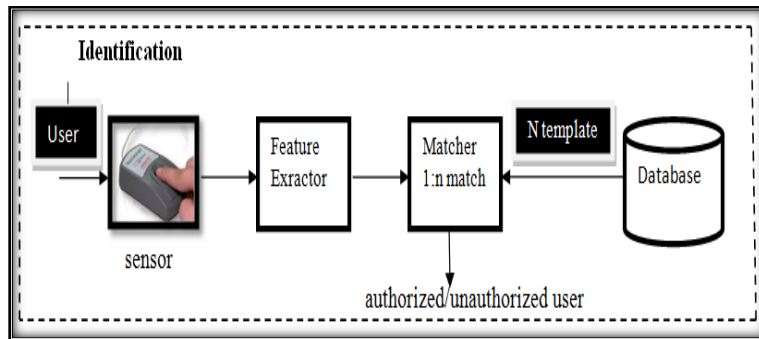 Identification
User
sensor
Feature
Exractor
Matcher
1:n match
N template
Database
authorized/unauthorized user